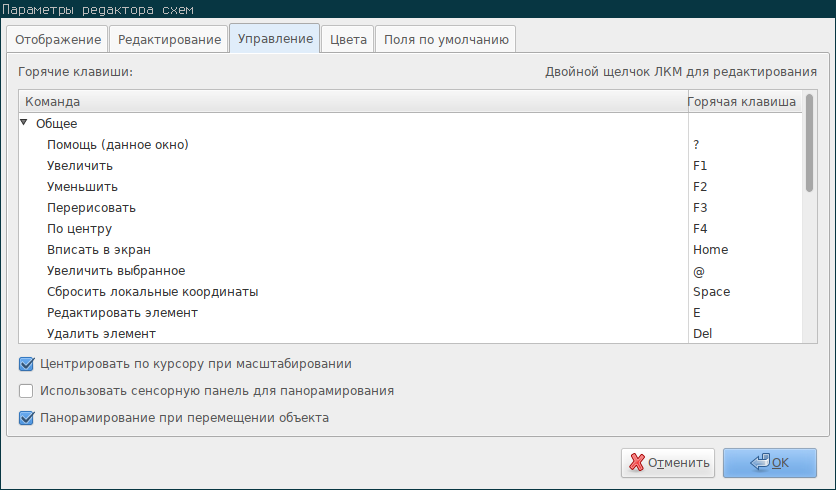 Параметры редактора схем
Отображение Редактирование Управление Цвета Поля по умолчанию
Горячие клавиши: Двойной щелчок ЛКМ для редактирования
Команда Горячая клавиша
Общее
Помощь (данное окно) ?
Увеличить F1
Уменьшить F2
Перерисовать F3
По центру F4
Вписать в экран Home
Увеличить выбранное @
Сбросить локальные координаты Space
Редактировать элемент E
Удалить элемент Del
Центрировать по курсору при масштабировании
Использовать сенсорную панель для панорамирования
Панорамирование при перемещении объекта
Отменить OK